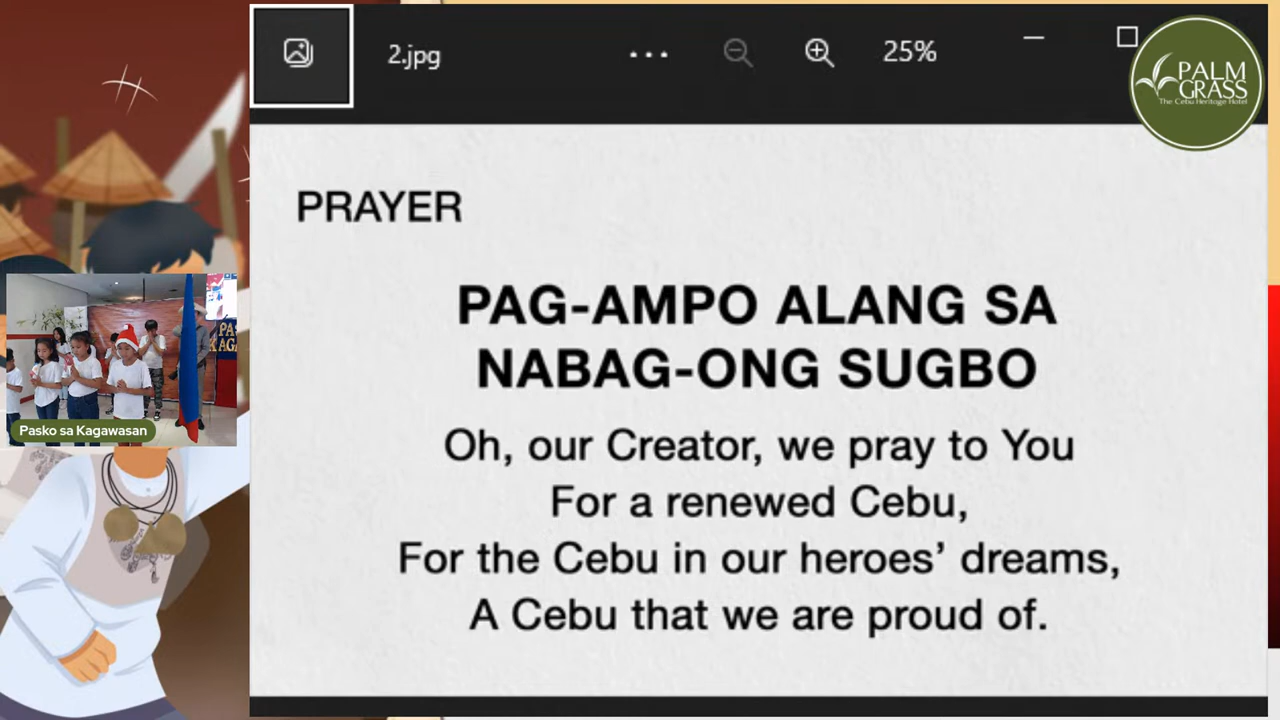 2.jpg
25%
PALM
GRASS
The Cebu Heritage Hotel
PRAYER
PAG-AMPO ALANG SA
NABAG-ONG SUGBO
Oh, our Creator, we pray to You
For a renewed Cebu,
For the Cebu in our heroes’ dreams,
A Cebu that we are proud of.
Pasko sa Kagawasan